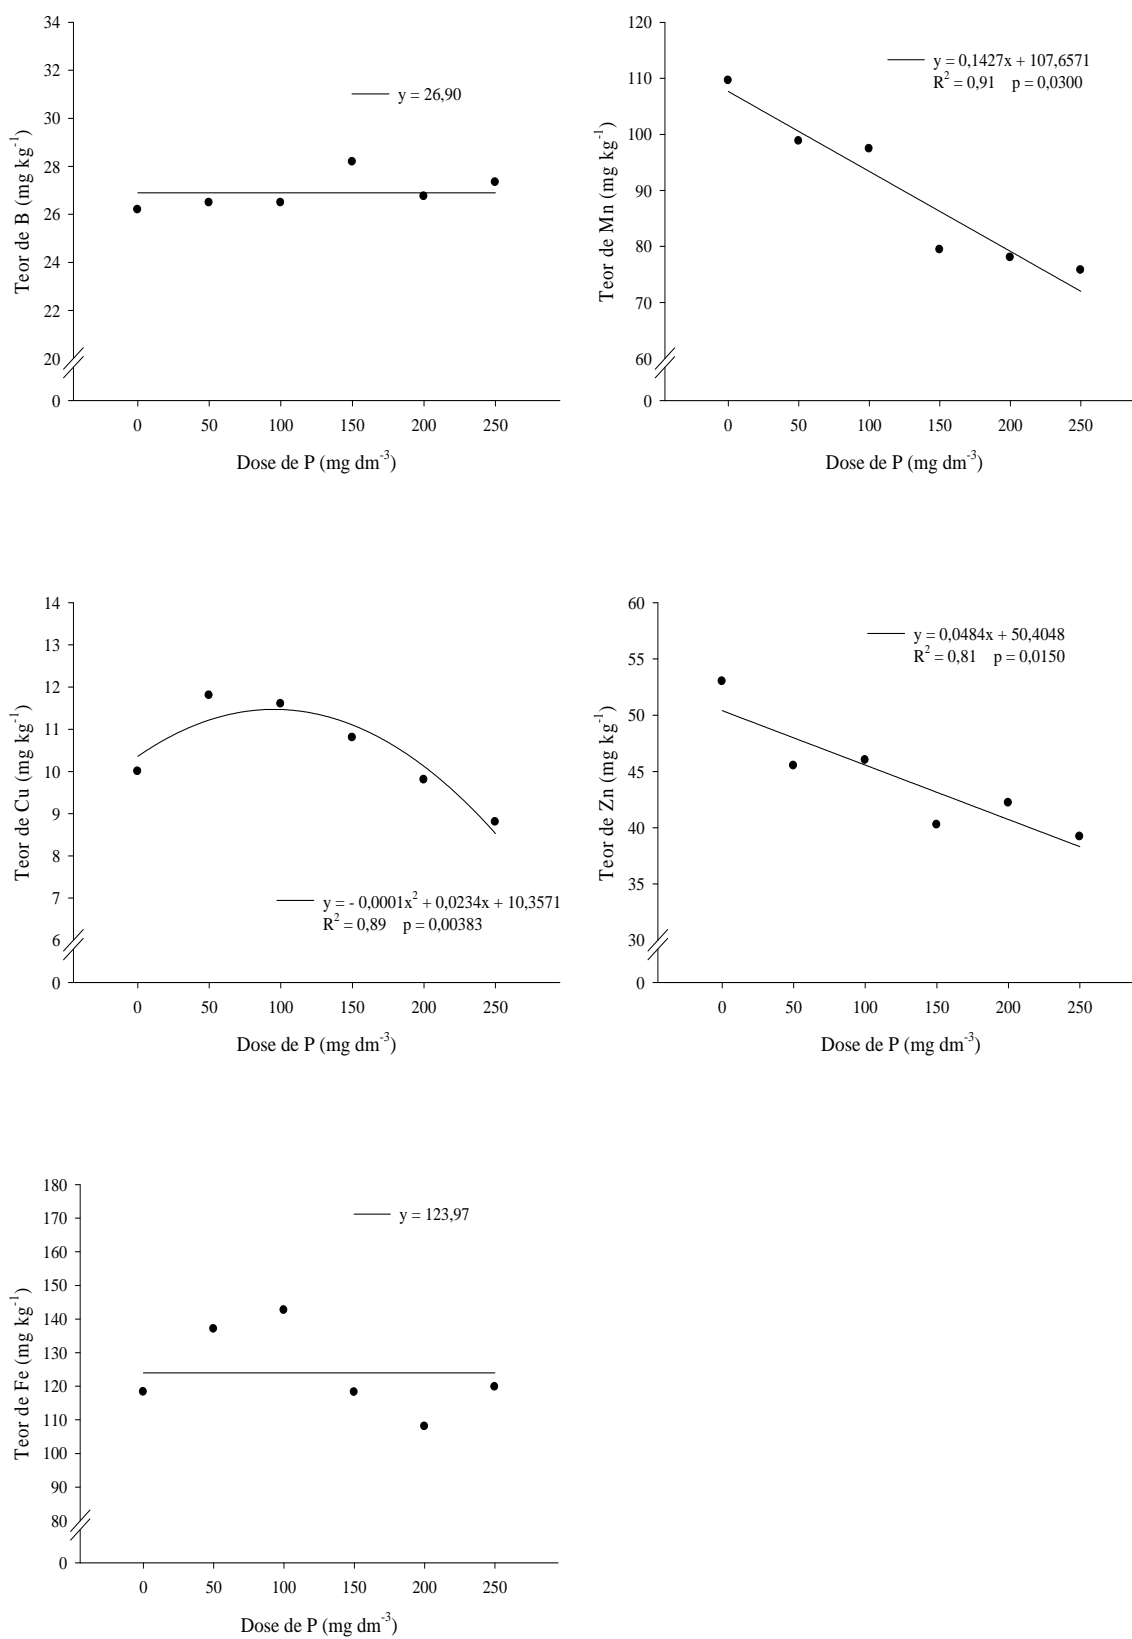 34
32
30
28
26
24
22
20
0
Teor de B (mg kg⁻¹)
y = 26,90
0 50 100 150 200 250
Dose de P (mg dm⁻³)
120
110
100
90
80
70
60
0
Teor de Mn (mg kg⁻¹)
y = 0,1427x + 107,6571
R² = 0,91 p = 0,0300
0 50 100 150 200 250
Dose de P (mg dm⁻³)
14
13
12
11
10
9
8
7
6
0
Teor de Cu (mg kg⁻¹)
y = - 0,0001x² + 0,0234x + 10,3571
R² = 0,89 p = 0,00383
0 50 100 150 200 250
Dose de P (mg dm⁻³)
60
55
50
45
40
35
30
0
Teor de Zn (mg kg⁻¹)
y = 0,0484x + 50,4048
R² = 0,81 p = 0,0150
0 50 100 150 200 250
Dose de P (mg dm⁻³)
180
170
160
150
140
130
120
110
100
90
80
0
Teor de Fe (mg kg⁻¹)
y = 123,97
0 50 100 150 200 250
Dose de P (mg dm⁻³)